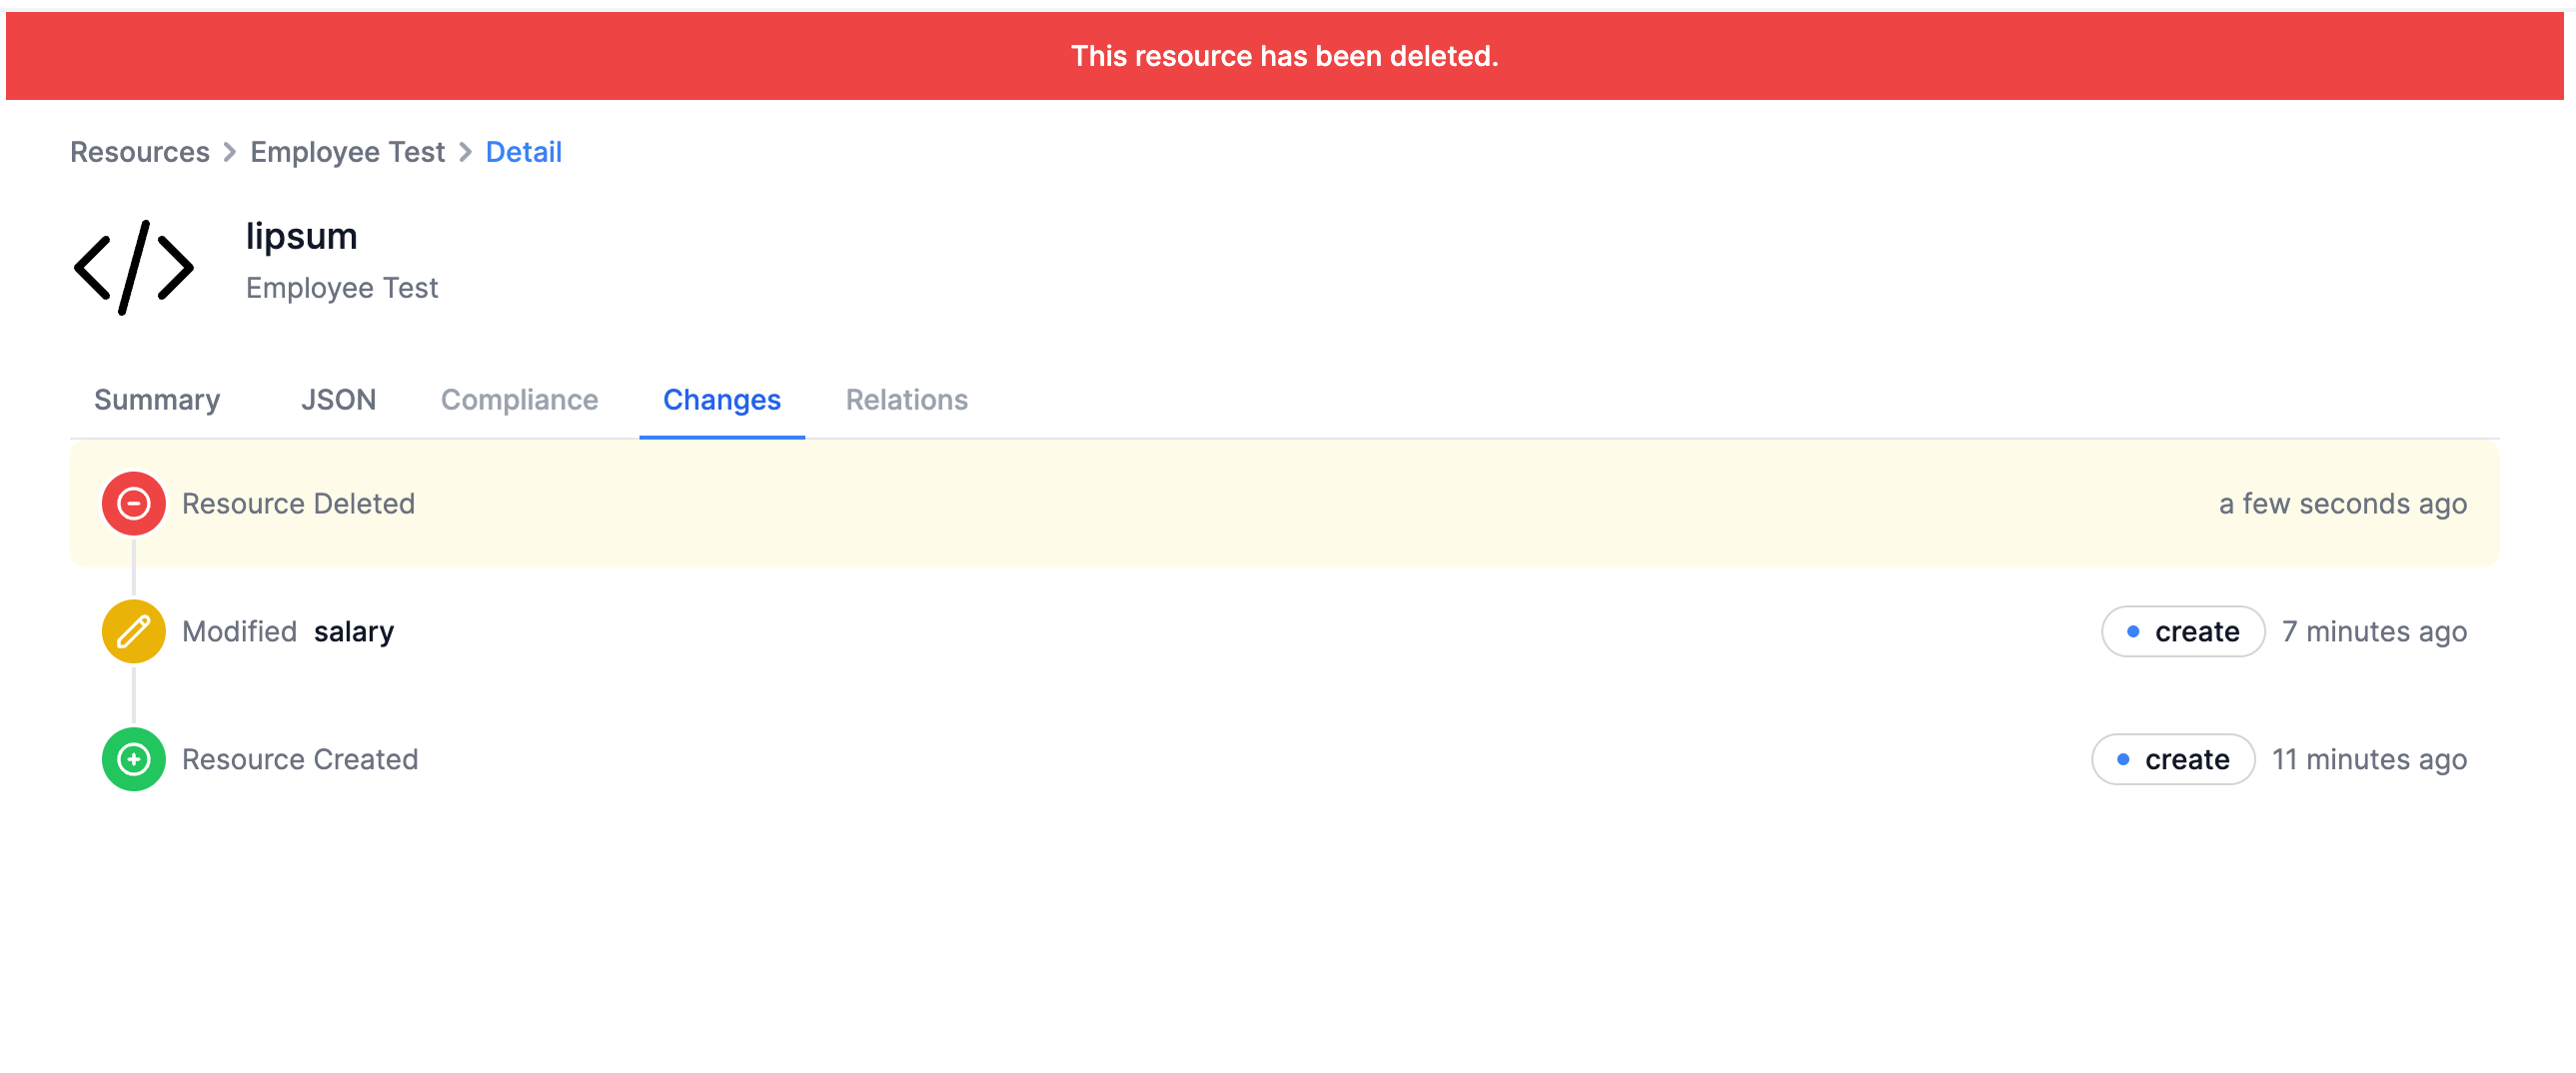 This resource has been deleted.
Resources > Employee Test > Detail
lipsum
Employee Test
Summary JSON Compliance Changes Relations
Resource Deleted a few seconds ago
Modified salary create 7 minutes ago
Resource Created create 11 minutes ago